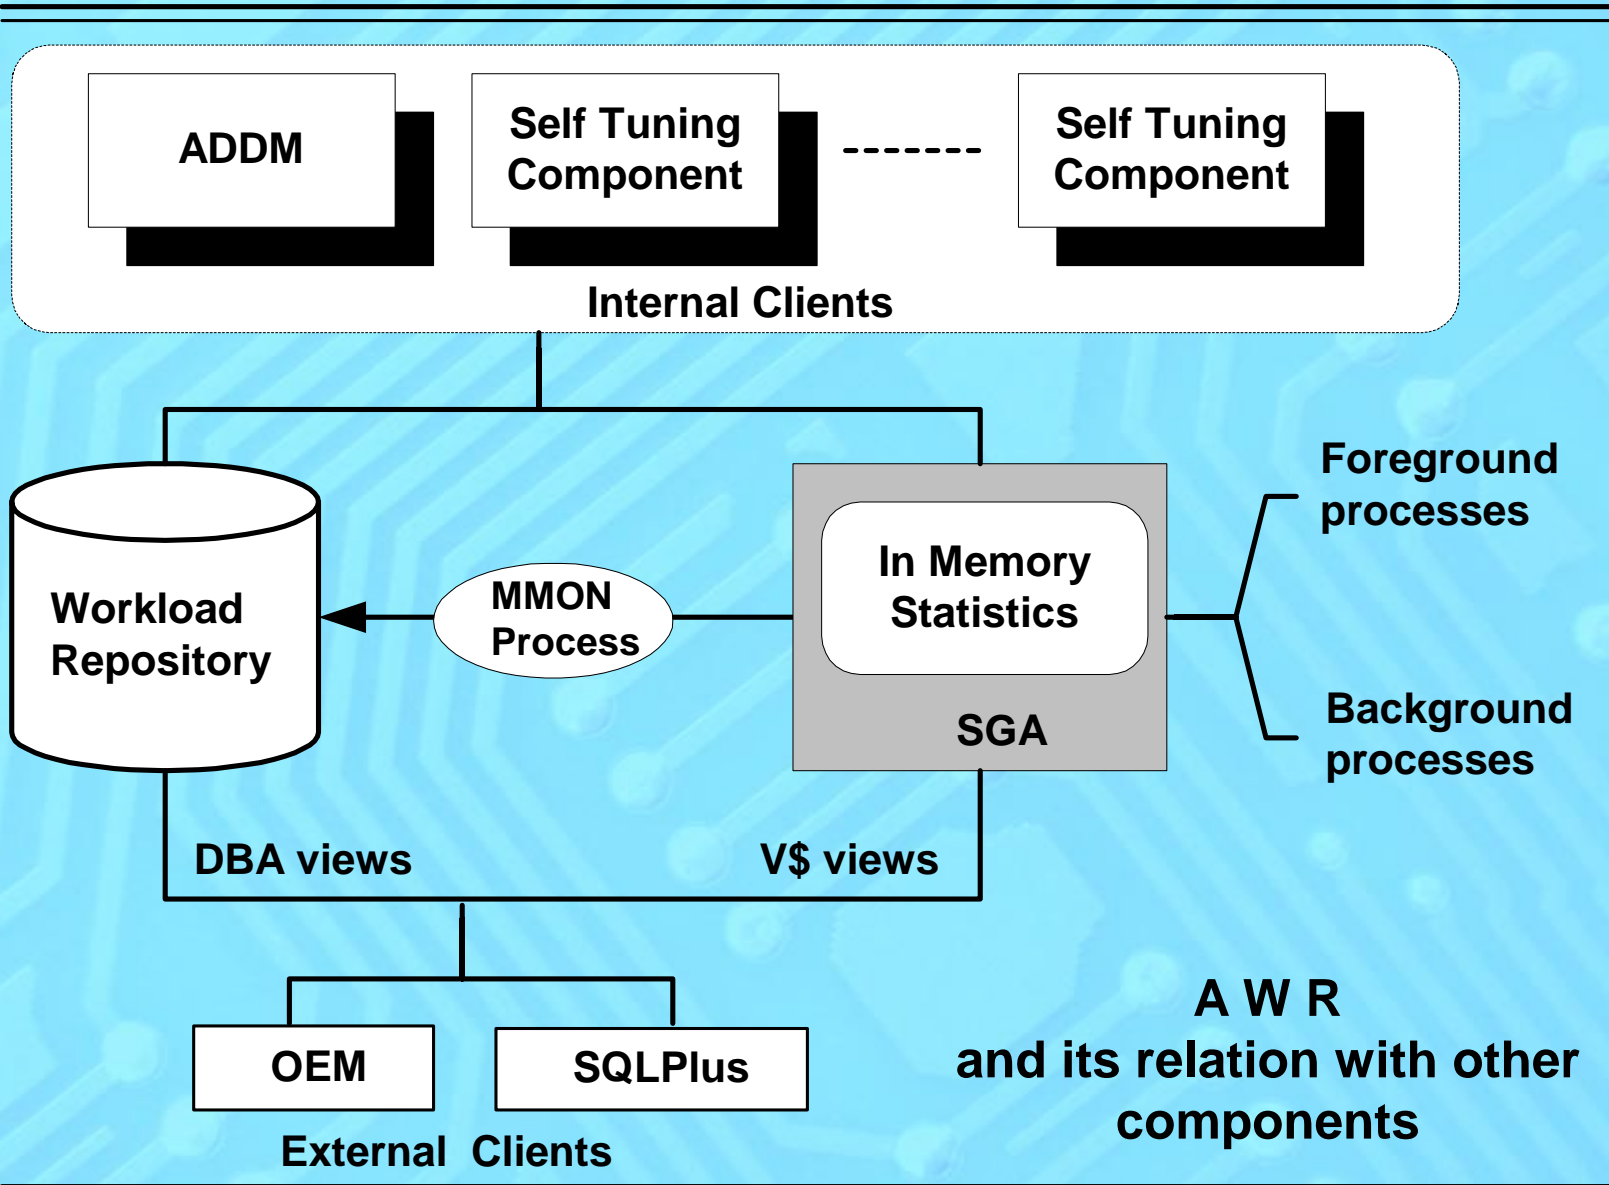 ADDM
Self Tuning
Component
Self Tuning
Component
Internal Clients
Foreground
processes
Workload
Repository
MMON
Process
In Memory
Statistics
SGA
Background
processes
DBA views
V$ views
OEM
SQLPlus
External Clients
A W R
and its relation with other
components